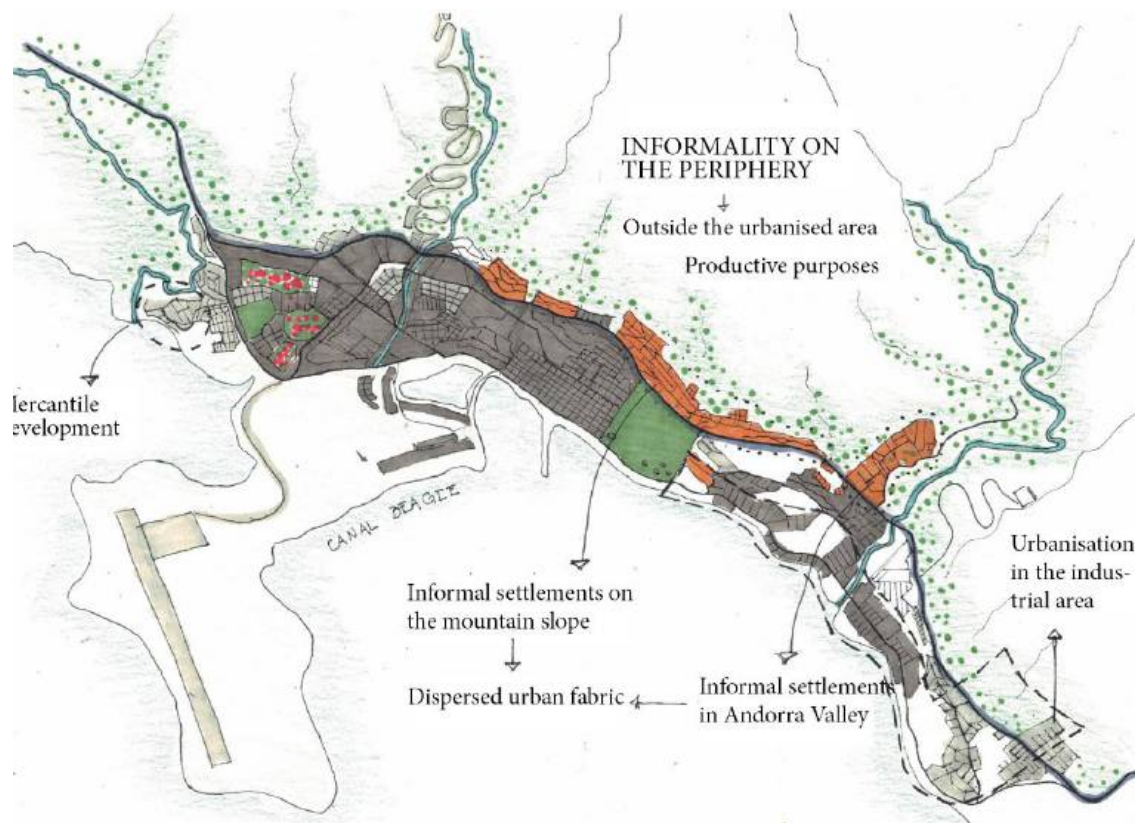 INFORMALITY ON
THE PERIPHERY
Outside the urbanised area
Productive purposes
Mercantile
evelopment
CANAL BEAGLE
Informal settlements on
the mountain slope
Dispersed urban fabric
Informal settlements
in Andorra Valley
Urbanisation
in the indus-
trial area